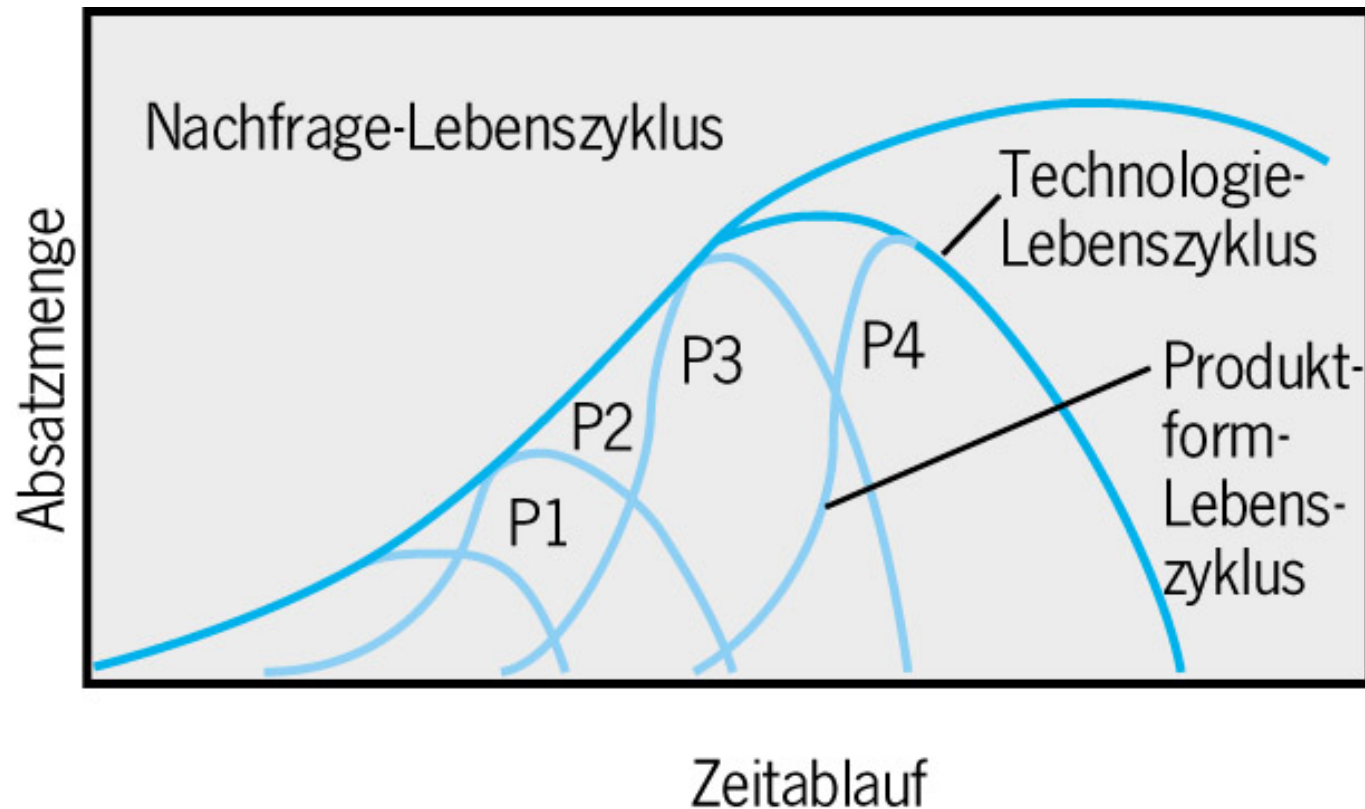 Nachfrage-Lebenszyklus
Technologie-
Lebenszyklus
P3
P4
Produkt-
form-
Lebens-
zyklus
P2
P1
Absatzmenge
Zeitablauf